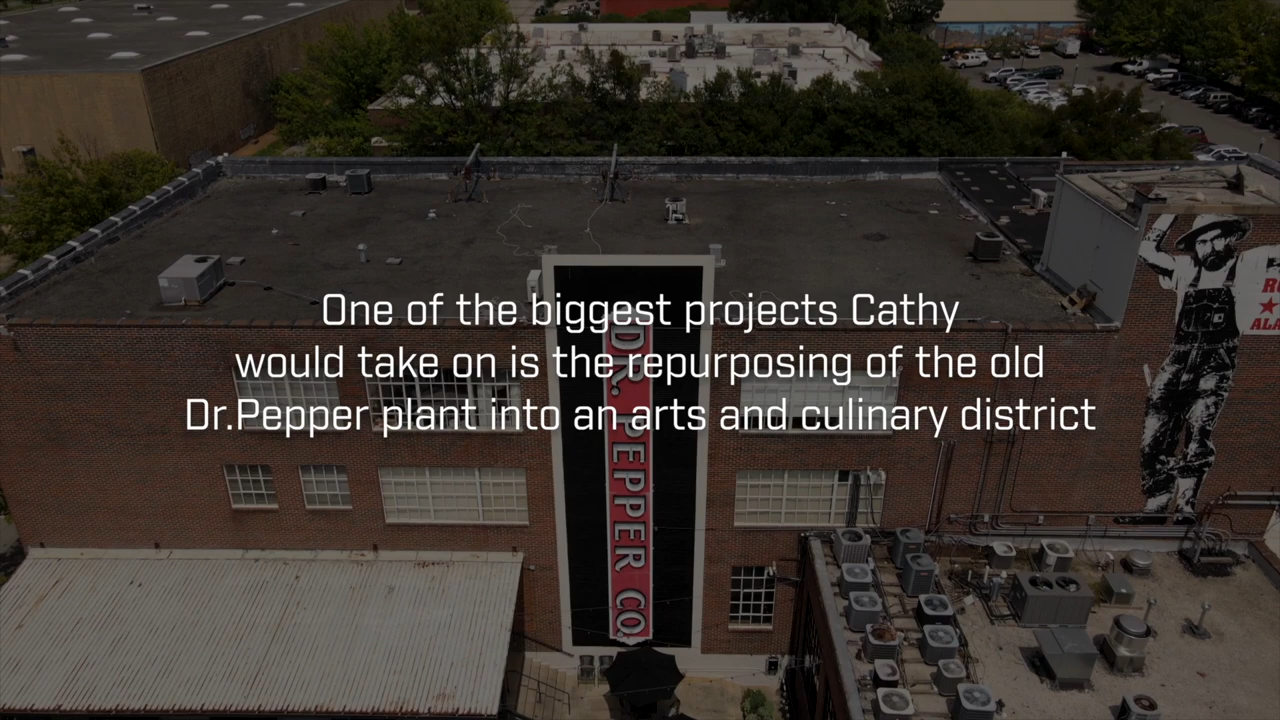 One of the biggest projects Cathy
would take on is the repurposing of the old
Dr.Pepper plant into an arts and culinary district
DR. PEPPER CO.